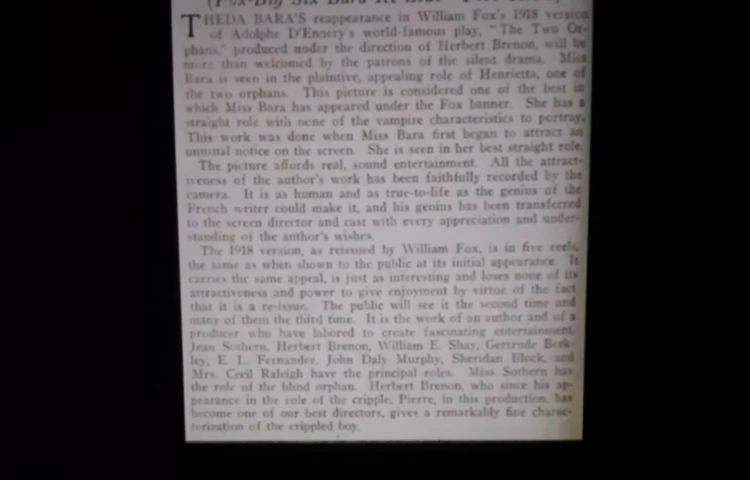 THEDA BARA'S reappearance in William Fox's 1918 version
of Adolphe D'Ennery's world-famous play, "The Two Or-
phans," produced under the direction of Herbert Brenon, will be
more than welcomed by the patrons of the silent drama. Miss
Bara is seen in the plaintive, appealing role of Henrietta, one of
the two orphans. This picture is considered one of the best in
which Miss Bara has appeared under the Fox banner. She has a
straight role with none of the vampire characteristics to portray.
This work was done when Miss Bara first began to attract an
unusual notice on the screen. She is seen in her best straight role.
The picture affords real, sound entertainment. All the attract-
iveness of the author's work has been faithfully recorded by the
camera. It is as human and as true-to-life as the genius of the
French writer could make it, and his genius has been transferred
to the screen director and cast with every appreciation and under-
standing of the author's wishes.
The 1918 version, as reissued by William Fox, is in five reels,
the same as when shown to the public at its initial appearance. It
carries the same appeal, is just as interesting and loses none of its
attractiveness and power to give enjoyment by virtue of the fact
that it is a re-issue. The public will see it the second time and
many of them the third time. It is the work of an author and of a
producer who have labored to create fascinating entertainment.
Jean Sothern, Herbert Brenon, William E. Shay, Gertrude Berk-
ley, E. L. Fernandez, John Daly Murphy, Sheridan Block, and
Mrs. Cecil Raleigh have the principal roles. Miss Sothern has
the role of the blind orphan. Herbert Brenon, who since his ap-
pearance in the role of the cripple, Pierre, in this production, has
become one of our best directors, gives a remarkably fine charac-
terization of the crippled boy.